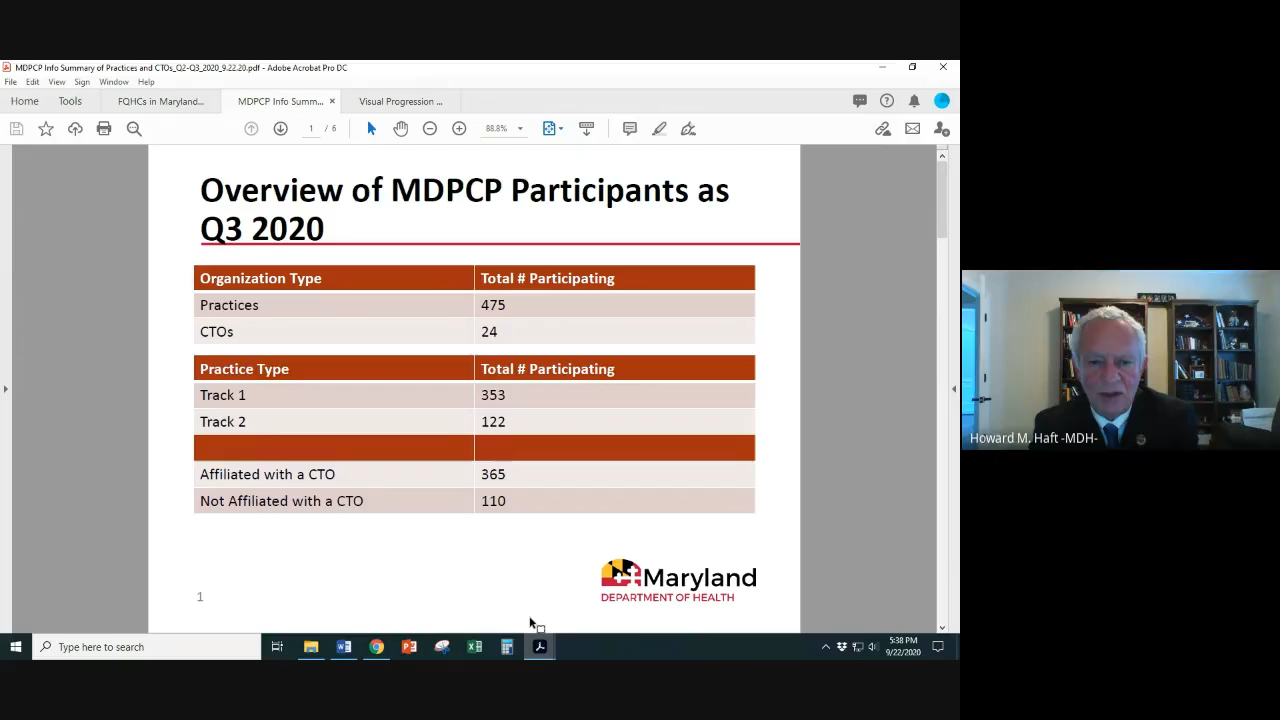 MDPCP Info Summary of Practices and CTOs_Q2-Q3_2020_9.22.20.pdf - Adobe Acrobat Pro DC
File Edit View Sign Window Help
Home Tools FQHCs in Maryland... MDPCP Info Summ... × Visual Progression ...
1 / 6 88.8%
Overview of MDPCP Participants as
Q3 2020
Organization Type Total # Participating
Practices 475
CTOs 24
Practice Type Total # Participating
Track 1 353
Track 2 122
Affiliated with a CTO 365
Not Affiliated with a CTO 110
Maryland
DEPARTMENT OF HEALTH
1
Howard M. Haft -MDH-
Type here to search
5:38 PM
9/22/2020